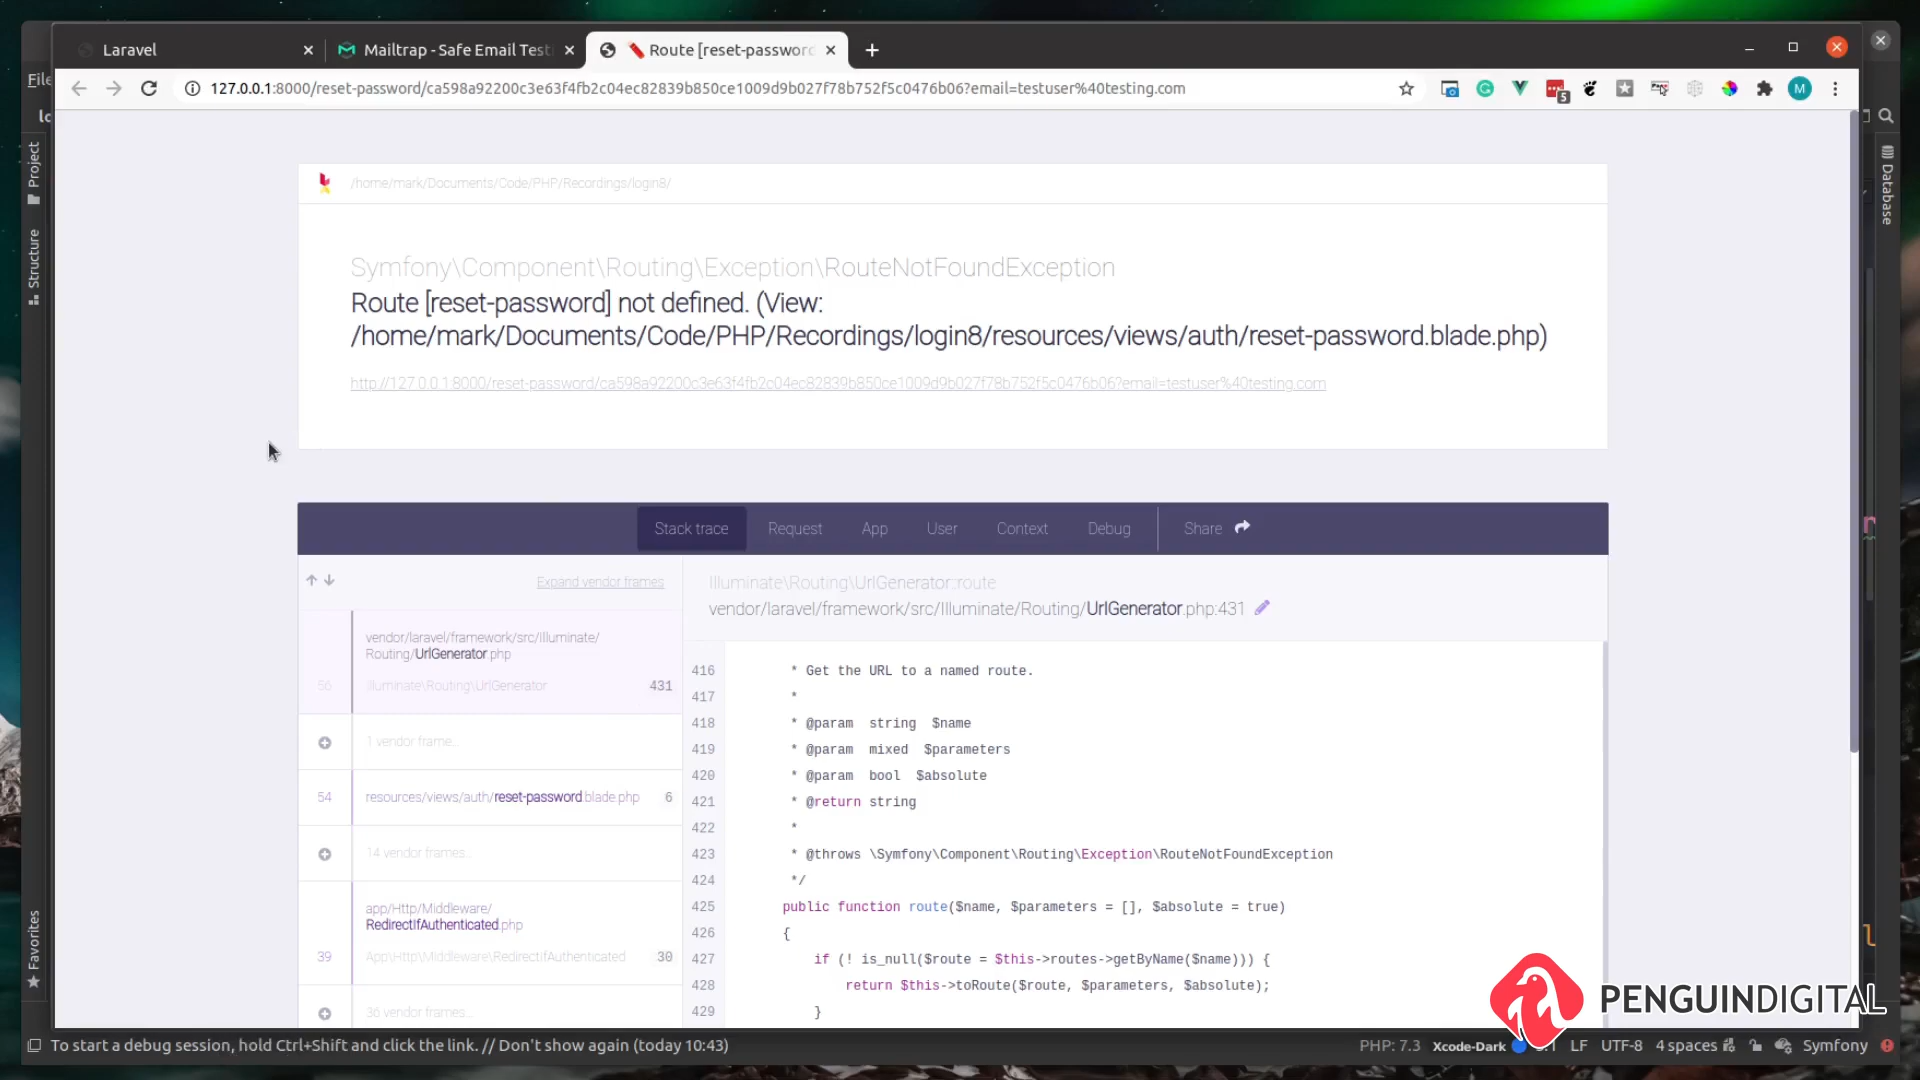 Laravel
Mailtrap - Safe Email Test
Route [reset-password
File
127.0.0.1:8000/reset-password/ca598a92200c3e63f4fb2c04ec82839b850ce1009d9b027f78b752f5c0476b06?email=testuser%40testing.com
5
M
Project
Structure
Favorites
Database
/home/mark/Documents/Code/PHP/Recordings/login8/
Symfony\Component\Routing\Exception\RouteNotFoundException
Route [reset-password] not defined. (View:
/home/mark/Documents/Code/PHP/Recordings/login8/resources/views/auth/reset-password.blade.php)
http://127.0.0.1:8000/reset-password/ca598a92200c3e63f4fb2c04ec82839b850ce1009d9b027f78b752f5c0476b06?email=testuser%40testing.com
Stack trace Request App User Context Debug Share
Expand vendor frames
vendor/laravel/framework/src/Illuminate/
Routing/UrlGenerator.php
56 Illuminate\Routing\UrlGenerator 431
1 vendor frame...
54 resources/views/auth/reset-password.blade.php 6
14 vendor frames...
app/Http/Middleware/
RedirectIfAuthenticated.php
39 App\Http\Middleware\RedirectIfAuthenticated 30
36 vendor frames...
Illuminate\Routing\UrlGenerator::route
vendor/laravel/framework/src/Illuminate/Routing/UrlGenerator.php:431
416 * Get the URL to a named route.
417 *
418 * @param string $name
419 * @param mixed $parameters
420 * @param bool $absolute
421 * @return string
422 *
423 * @throws \Symfony\Component\Routing\Exception\RouteNotFoundException
424 */
425 public function route($name, $parameters = [], $absolute = true)
426 {
427 if (! is_null($route = $this->routes->getByName($name))) {
428 return $this->toRoute($route, $parameters, $absolute);
429 }
PENGUINDIGITAL
To start a debug session, hold Ctrl+Shift and click the link. // Don't show again (today 10:43)
PHP: 7.3 Xcode-Dark LF UTF-8 4 spaces Symfony